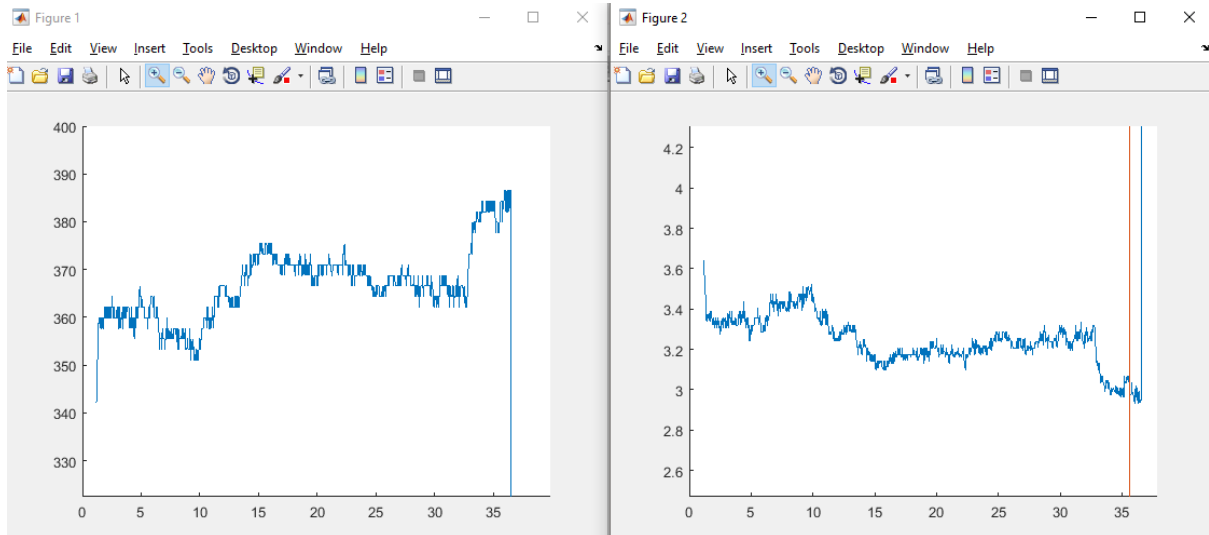 Figure 1
File Edit View Insert Tools Desktop Window Help
400
390
380
370
360
350
340
330
0 5 10 15 20 25 30 35
Figure 2
File Edit View Insert Tools Desktop Window Help
4.2
4
3.8
3.6
3.4
3.2
3
2.8
2.6
0 5 10 15 20 25 30 35